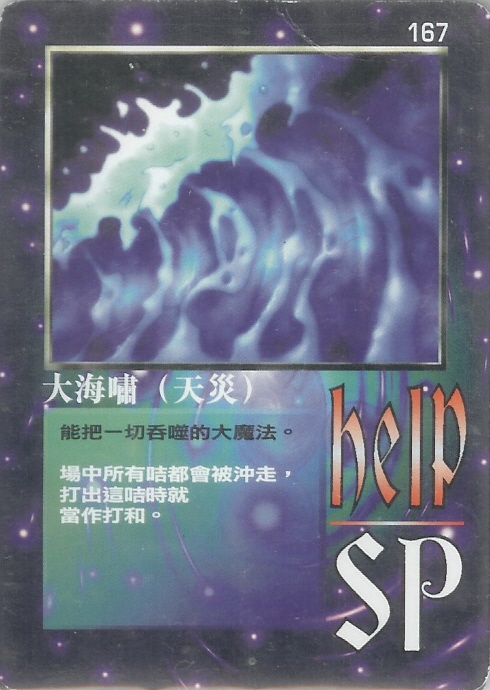 167
大海嘯（天災）
能把一切吞噬的大魔法。
場中所有咭都會被沖走，
打出這咭時就
當作打和。
help
SP